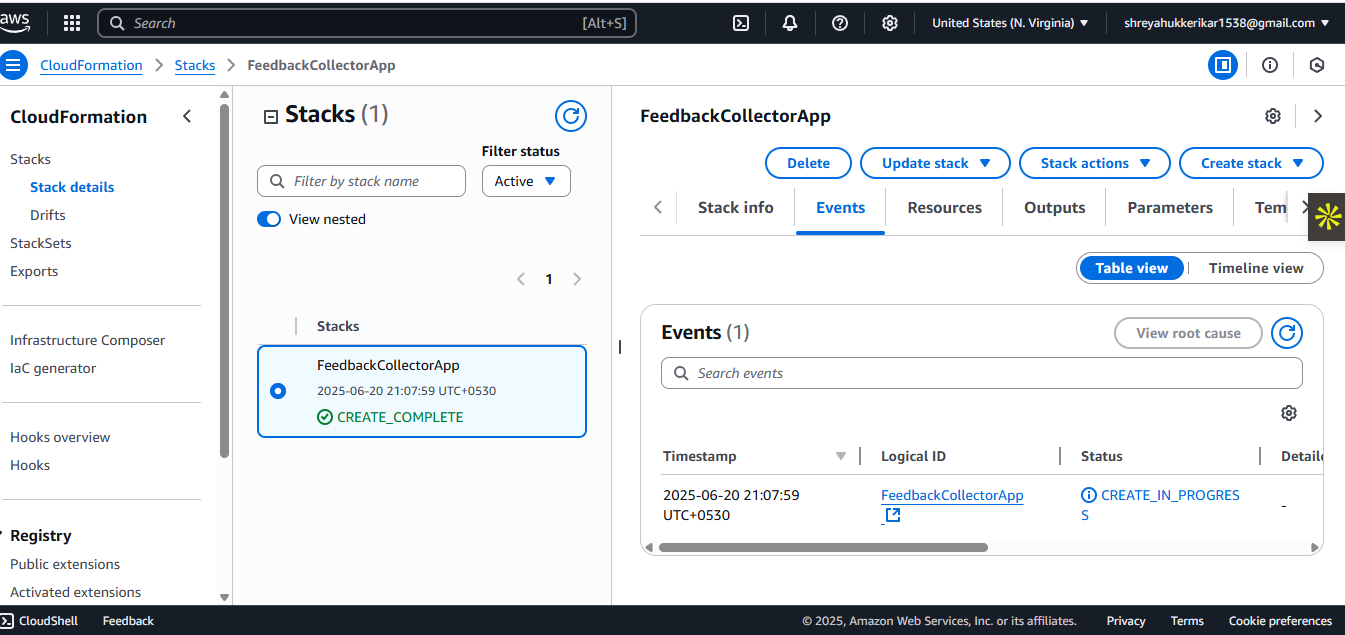 aws
Search
[Alt+S]
United States (N. Virginia)
shreyahukkerikar1538@gmail.com
CloudFormation
Stacks
FeedbackCollectorApp
CloudFormation
Stacks
Stack details
Drifts
StackSets
Exports
Infrastructure Composer
IaC generator
Hooks overview
Hooks
Registry
Public extensions
Activated extensions
Stacks (1)
Filter status
Filter by stack name
Active
View nested
1
Stacks
FeedbackCollectorApp
2025-06-20 21:07:59 UTC+0530
CREATE_COMPLETE
FeedbackCollectorApp
Delete
Update stack
Stack actions
Create stack
Stack info
Events
Resources
Outputs
Parameters
Tem
Table view
Timeline view
Events (1)
View root cause
Search events
Timestamp
Logical ID
Status
Detaile
2025-06-20 21:07:59
UTC+0530
FeedbackCollectorApp
CREATE_IN_PROGRES
S
-
CloudShell
Feedback
© 2025, Amazon Web Services, Inc. or its affiliates.
Privacy
Terms
Cookie preferences